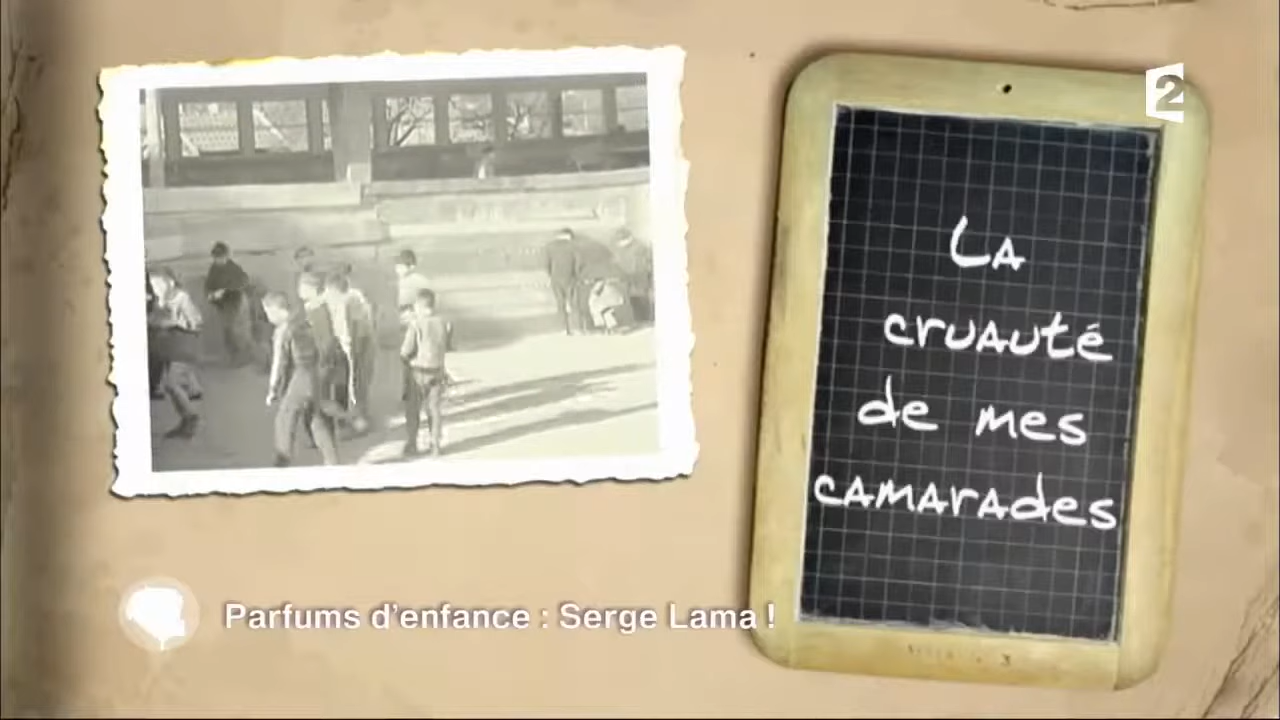 2
La
cruauté
de mes
camarades
Parfums d'enfance : Serge Lama !